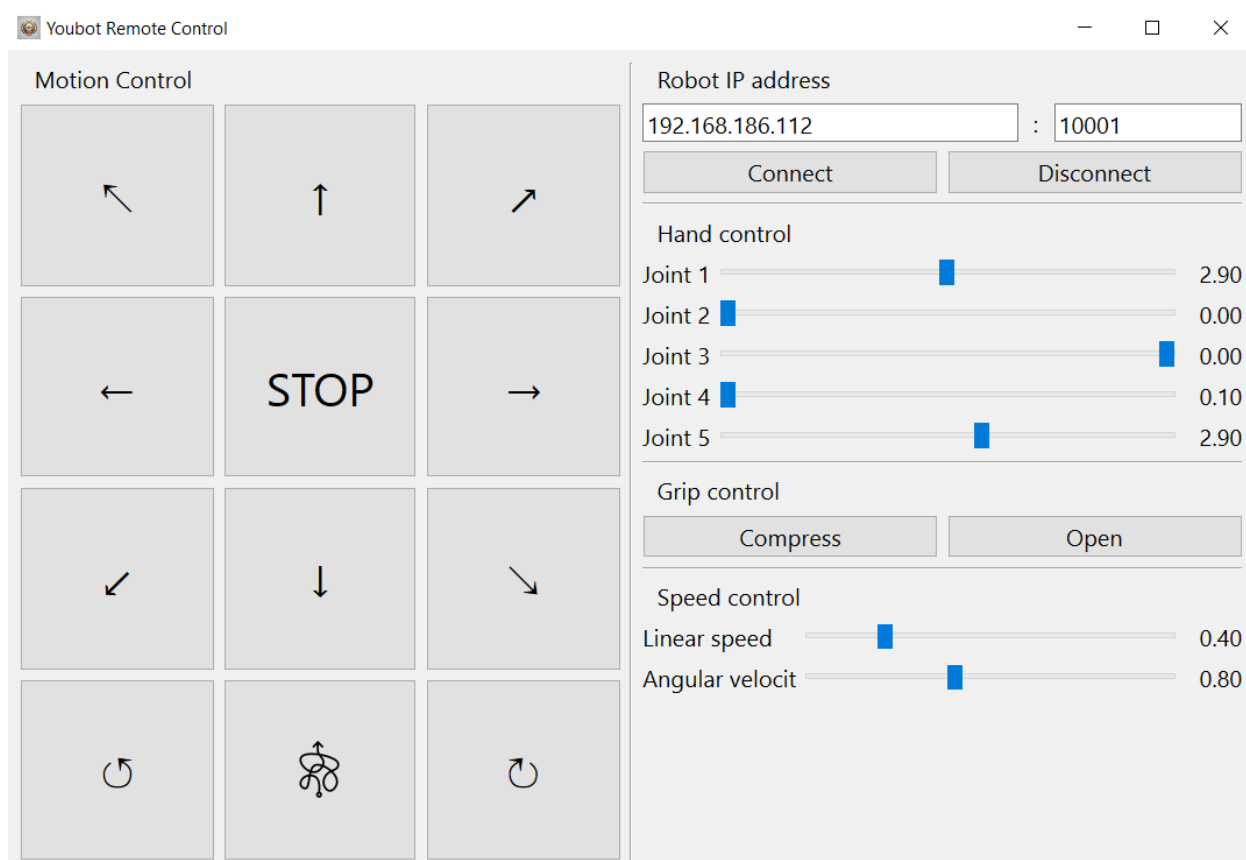 Youbot Remote Control
Motion Control
↖ ↑ ↗
← STOP →
↙ ↓ ↘
↺ ↻
Robot IP address
192.168.186.112 : 10001
Connect Disconnect
Hand control
Joint 1 2.90
Joint 2 0.00
Joint 3 0.00
Joint 4 0.10
Joint 5 2.90
Grip control
Compress Open
Speed control
Linear speed 0.40
Angular velocit 0.80